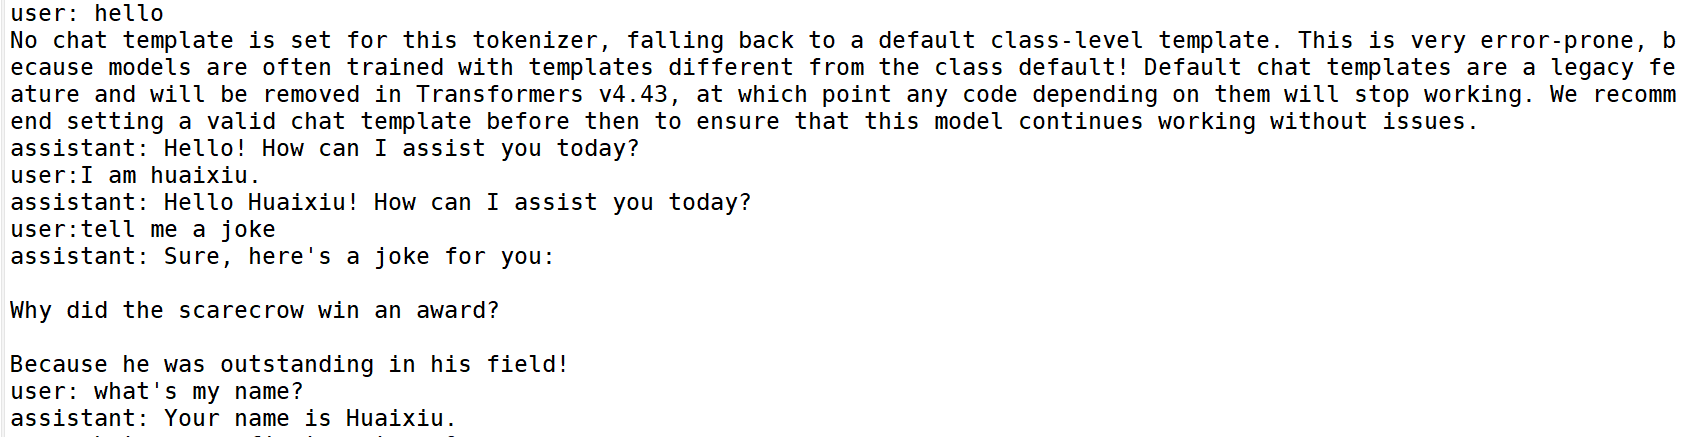 user: hello
No chat template is set for this tokenizer, falling back to a default class-level template. This is very error-prone, b
ecause models are often trained with templates different from the class default! Default chat templates are a legacy fe
ature and will be removed in Transformers v4.43, at which point any code depending on them will stop working. We recomm
end setting a valid chat template before then to ensure that this model continues working without issues.
assistant: Hello! How can I assist you today?
user:I am huaixiu.
assistant: Hello Huaixiu! How can I assist you today?
user:tell me a joke
assistant: Sure, here's a joke for you:
Why did the scarecrow win an award?
Because he was outstanding in his field!
user: what's my name?
assistant: Your name is Huaixiu.